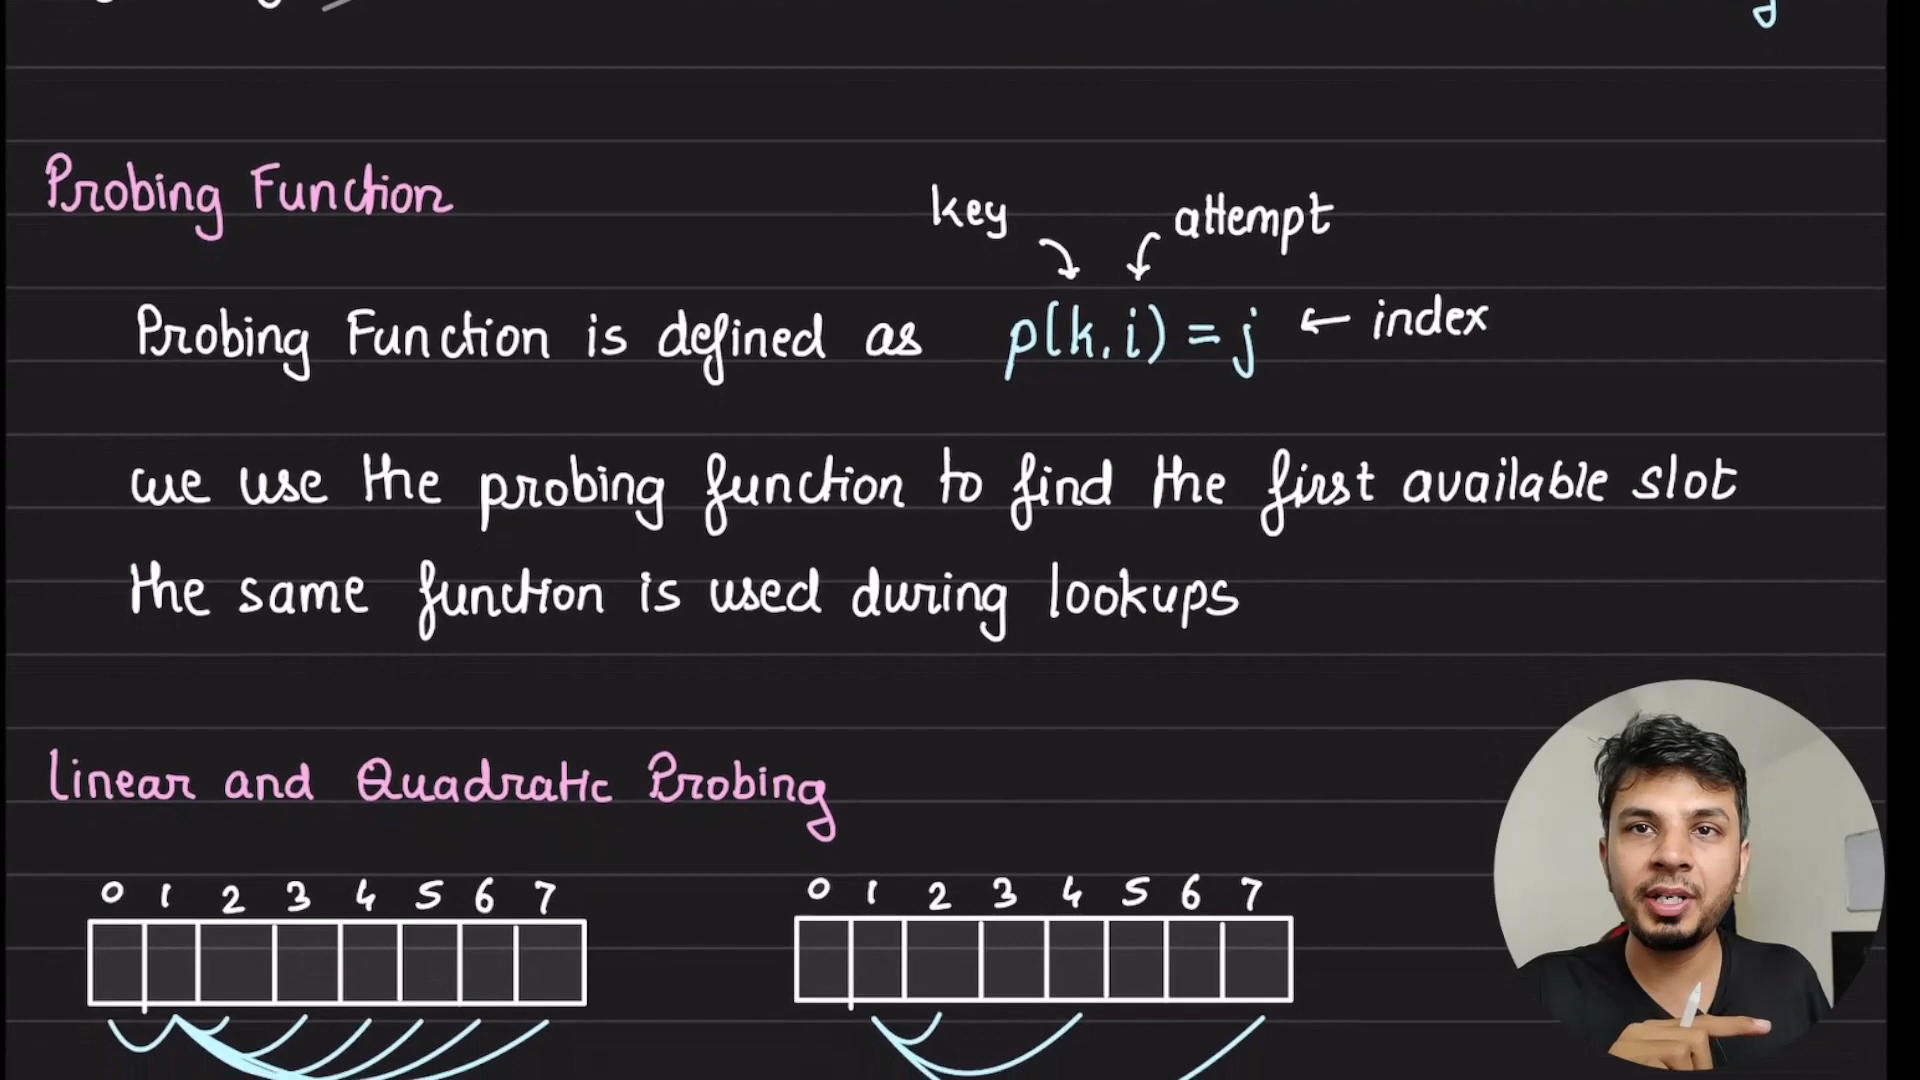 Probing Function
key
attempt
Probing Function is defined as p(k, i) = j ← index
we use the probing function to find the first available slot
the same function is used during lookups
Linear and Quadratic Probing
0 1 2 3 4 5 6 7
0 1 2 3 4 5 6 7